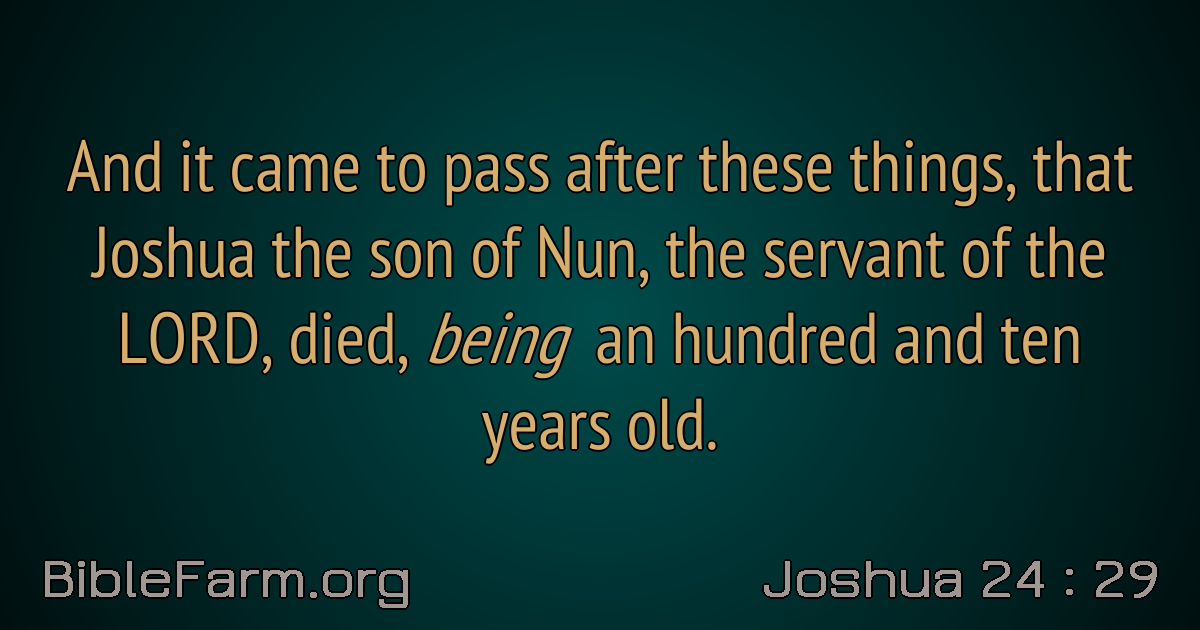 And it came to pass after these things, that
Joshua the son of Nun, the servant of the
LORD, died, being an hundred and ten
years old.
BibleFarm.org
Joshua 24 : 29